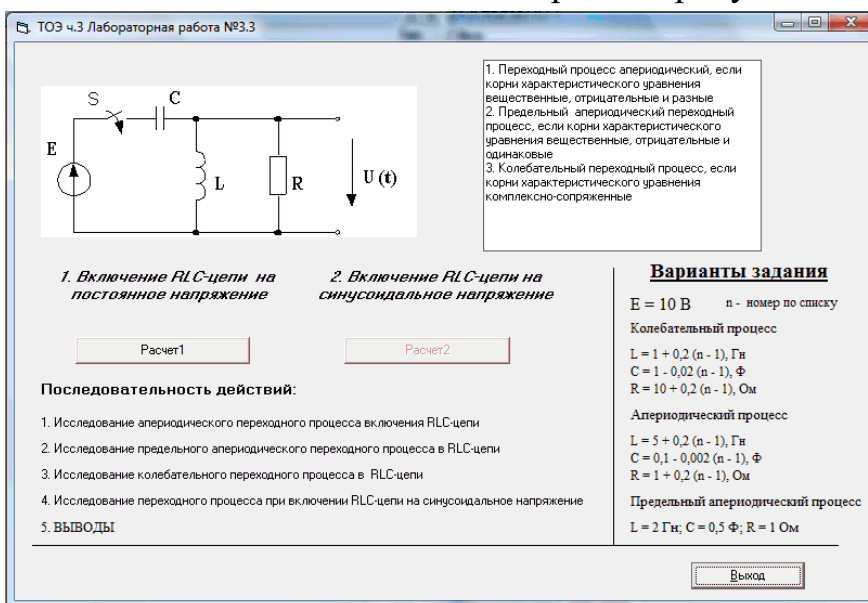 ТОЭ ч.3 Лабораторная работа №3.3
S
C
E
L
R
U (t)
1. Переходный процесс апериодический, если
корни характеристического уравнения
вещественные, отрицательные и разные
2. Предельный апериодический переходный
процесс, если корни характеристического
уравнения вещественные, отрицательные и
одинаковые
3. Колебательный переходный процесс, если
корни характеристического уравнения
комплексно-сопряженные
1. Включение RLC-цепи на
постоянное напряжение
2. Включение RLC-цепи на
синусоидальное напряжение
Расчет1
Расчет2
Последовательность действий:
1. Исследование апериодического переходного процесса включения RLC-цепи
2. Исследование предельного апериодического переходного процесса в RLC-цепи
3. Исследование колебательного переходного процесса в RLC-цепи
4. Исследование переходного процесса при включении RLC-цепи на синусоидальное напряжение
5. ВЫВОДЫ
Варианты задания
E = 10 В n - номер по списку
Колебательный процесс
L = 1 + 0,2 (n - 1), Гн
C = 1 - 0,02 (n - 1), Ф
R = 10 + 0,2 (n - 1), Ом
Апериодический процесс
L = 5 + 0,2 (n - 1), Гн
C = 0,1 - 0,002 (n - 1), Ф
R = 1 + 0,2 (n - 1), Ом
Предельный апериодический процесс
L = 2 Гн; C = 0,5 Ф; R = 1 Ом
Выход